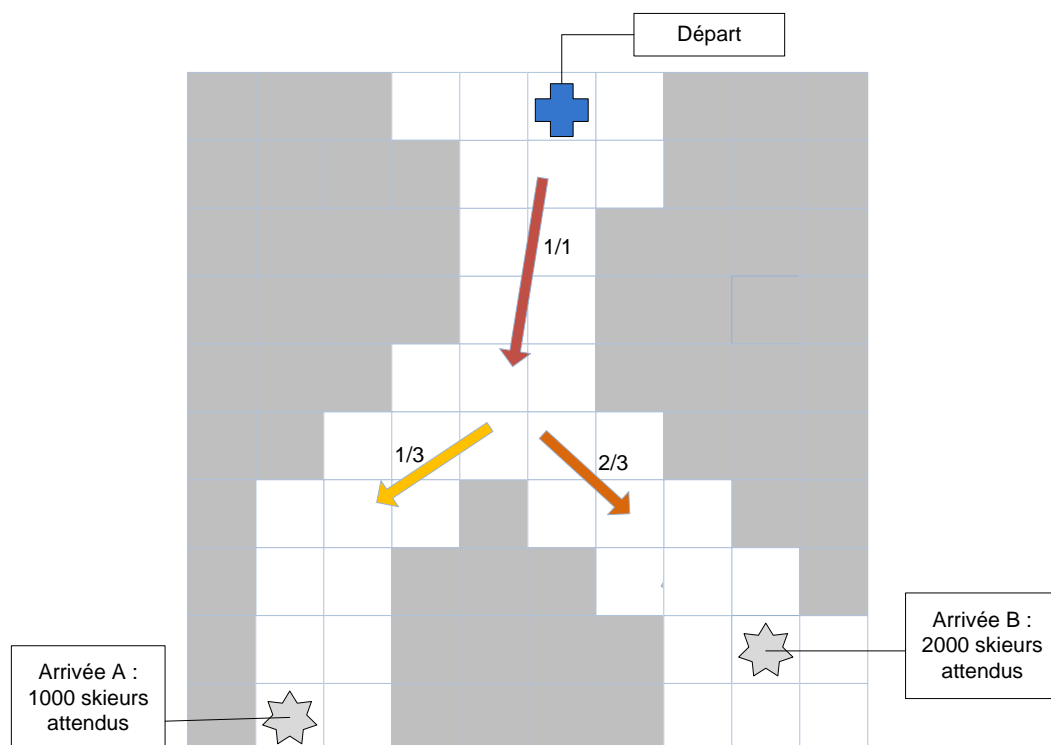 Départ
1/1
1/3
2/3
Arrivée A :
1000 skieurs
attendus
Arrivée B :
2000 skieurs
attendus